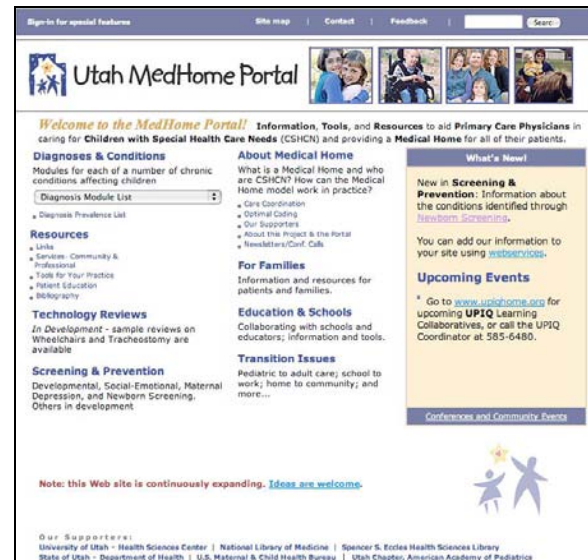 Sign-in for special features
Site map | Contact | Feedback |
Searc
Utah MedHome Portal
Welcome to the MedHome Portal! Information, Tools, and Resources to aid Primary Care Physicians in
caring for Children with Special Health Care Needs (CSHCN) and providing a Medical Home for all of their patients.
Diagnoses & Conditions
Modules for each of a number of chronic
conditions affecting children
Diagnosis Module List
Diagnosis Prevalence List
Resources
Links
Services- Community &
Professional
Tools for Your Practice
Patient Education
Bibliography
Technology Reviews
In Development - sample reviews on
Wheelchairs and Tracheostomy are
available
Screening & Prevention
Developmental, Social-Emotional, Maternal
Depression, and Newborn Screening.
Others in development
About Medical Home
What is a Medical Home and who
are CSHCN? How can the Medical
Home model work in practice?
Care Coordination
Optimal Coding
Our Supporters
About this Project & the Portal
Newsletters/Conf. Calls
For Families
Information and resources for
patients and families.
Education & Schools
Collaborating with schools and
educators; information and tools.
Transition Issues
Pediatric to adult care; school to
work; home to community; and
more...
What's New!
New in Screening &
Prevention: Information about
the conditions identified through
Newborn Screening.
You can add our information to
your site using webservices.
Upcoming Events
Go to www.upiqhome.org for
upcoming UPIQ Learning
Collaboratives, or call the UPIQ
Coordinator at 585-6480.
Conferences and Community Events
Note: this Web site is continuously expanding. Ideas are welcome.
Our Supporters:
University of Utah - Health Sciences Center | National Library of Medicine | Spencer S. Eccles Health Sciences Library
State of Utah - Department of Health | U.S. Maternal & Child Health Bureau | Utah Chapter, American Academy of Pediatrics